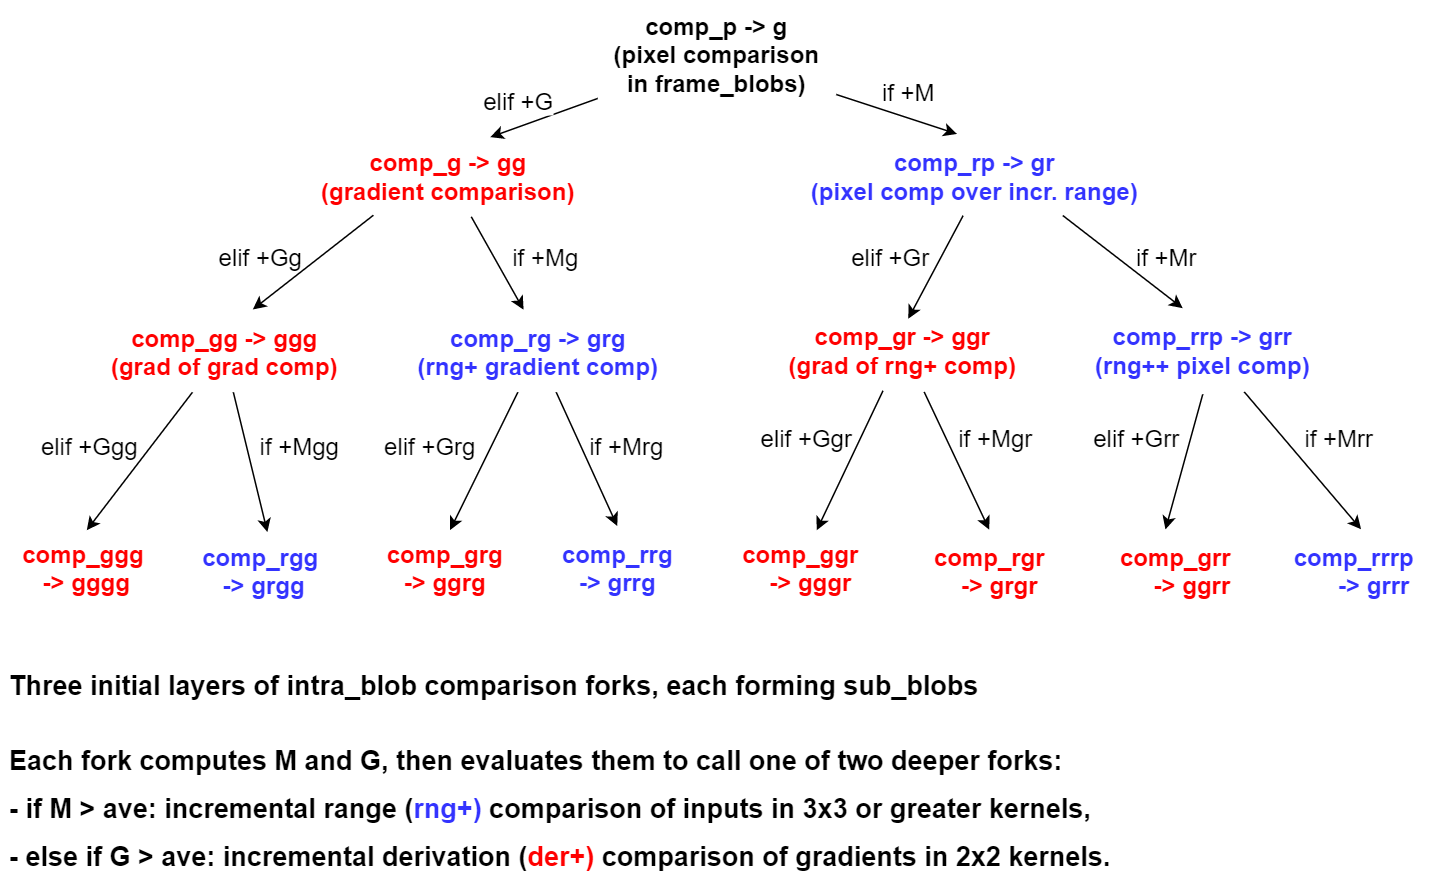 comp_p -> g
(pixel comparison
in frame_blobs)
elif +G
if +M
comp_g -> gg
(gradient comparison)
comp_rp -> gr
(pixel comp over incr. range)
elif +Gg
if +Mg
elif +Gr
if +Mr
comp_gg -> ggg
(grad of grad comp)
comp_rg -> grg
(rng+ gradient comp)
comp_gr -> ggr
(grad of rng+ comp)
comp_rrp -> grr
(rng++ pixel comp)
elif +Ggg
if +Mgg
elif +Grg
if +Mrg
elif +Ggr
if +Mgr
elif +Grr
if +Mrr
comp_ggg
-> gggg
comp_rgg
-> grgg
comp_grg
-> ggrg
comp_rrg
-> grrg
comp_ggr
-> gggr
comp_rgr
-> grgr
comp_grr
-> ggrr
comp_rrrp
-> grrr
Three initial layers of intra_blob comparison forks, each forming sub_blobs
Each fork computes M and G, then evaluates them to call one of two deeper forks:
- if M > ave: incremental range (rng+) comparison of inputs in 3x3 or greater kernels,
- else if G > ave: incremental derivation (der+) comparison of gradients in 2x2 kernels.